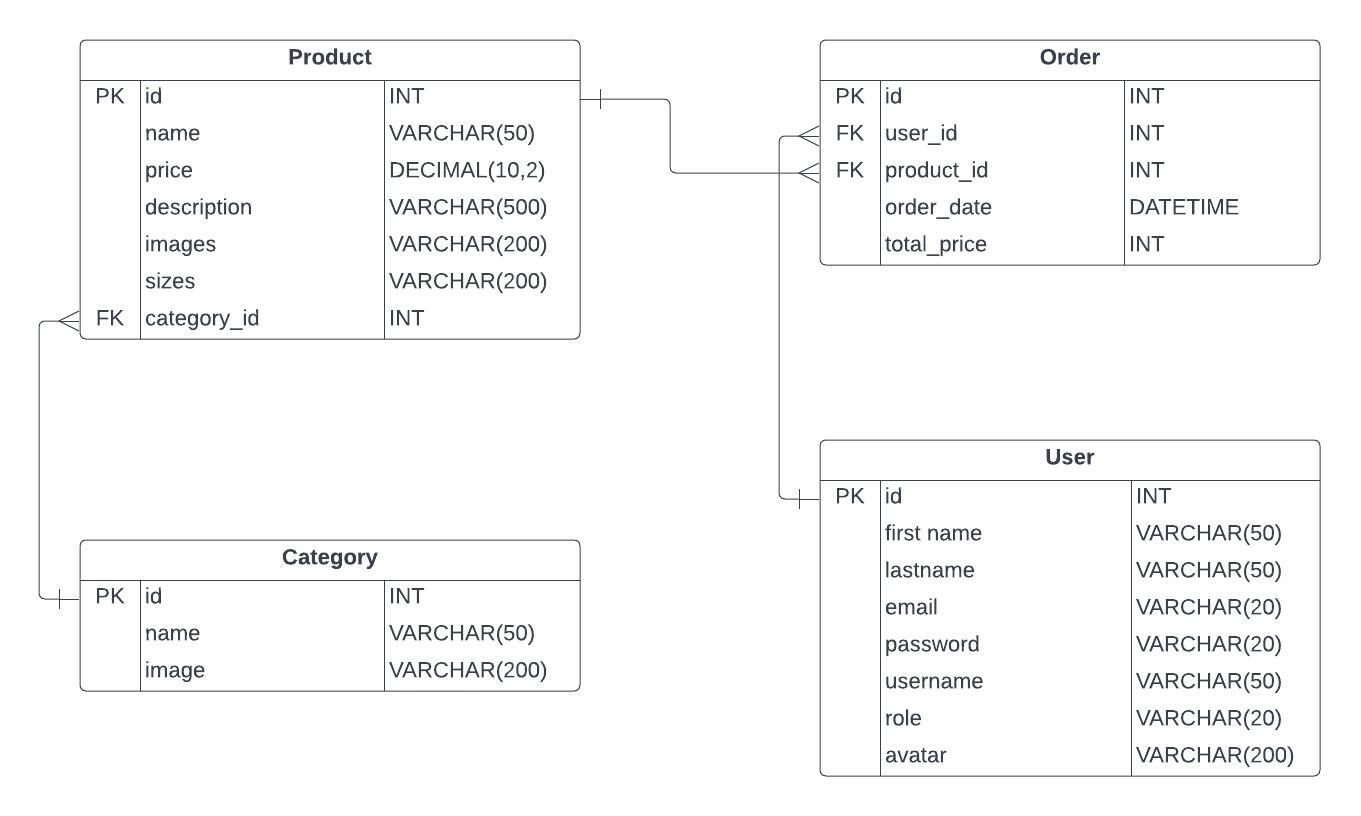 Product
PK id INT
name VARCHAR(50)
price DECIMAL(10,2)
description VARCHAR(500)
images VARCHAR(200)
sizes VARCHAR(200)
FK category_id INT
Order
PK id INT
FK user_id INT
FK product_id INT
order_date DATETIME
total_price INT
Category
PK id INT
name VARCHAR(50)
image VARCHAR(200)
User
PK id INT
first name VARCHAR(50)
lastname VARCHAR(50)
email VARCHAR(20)
password VARCHAR(20)
username VARCHAR(50)
role VARCHAR(20)
avatar VARCHAR(200)